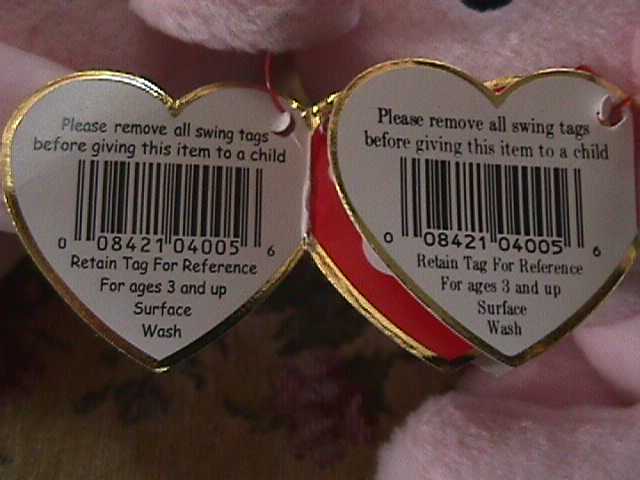 Please remove all swing tags
before giving this item to a child
0 08421 04005 6
Retain Tag For Reference
For ages 3 and up
Surface
Wash
Please remove all swing tags
before giving this item to a child
0 08421 04005 6
Retain Tag For Reference
For ages 3 and up
Surface
Wash